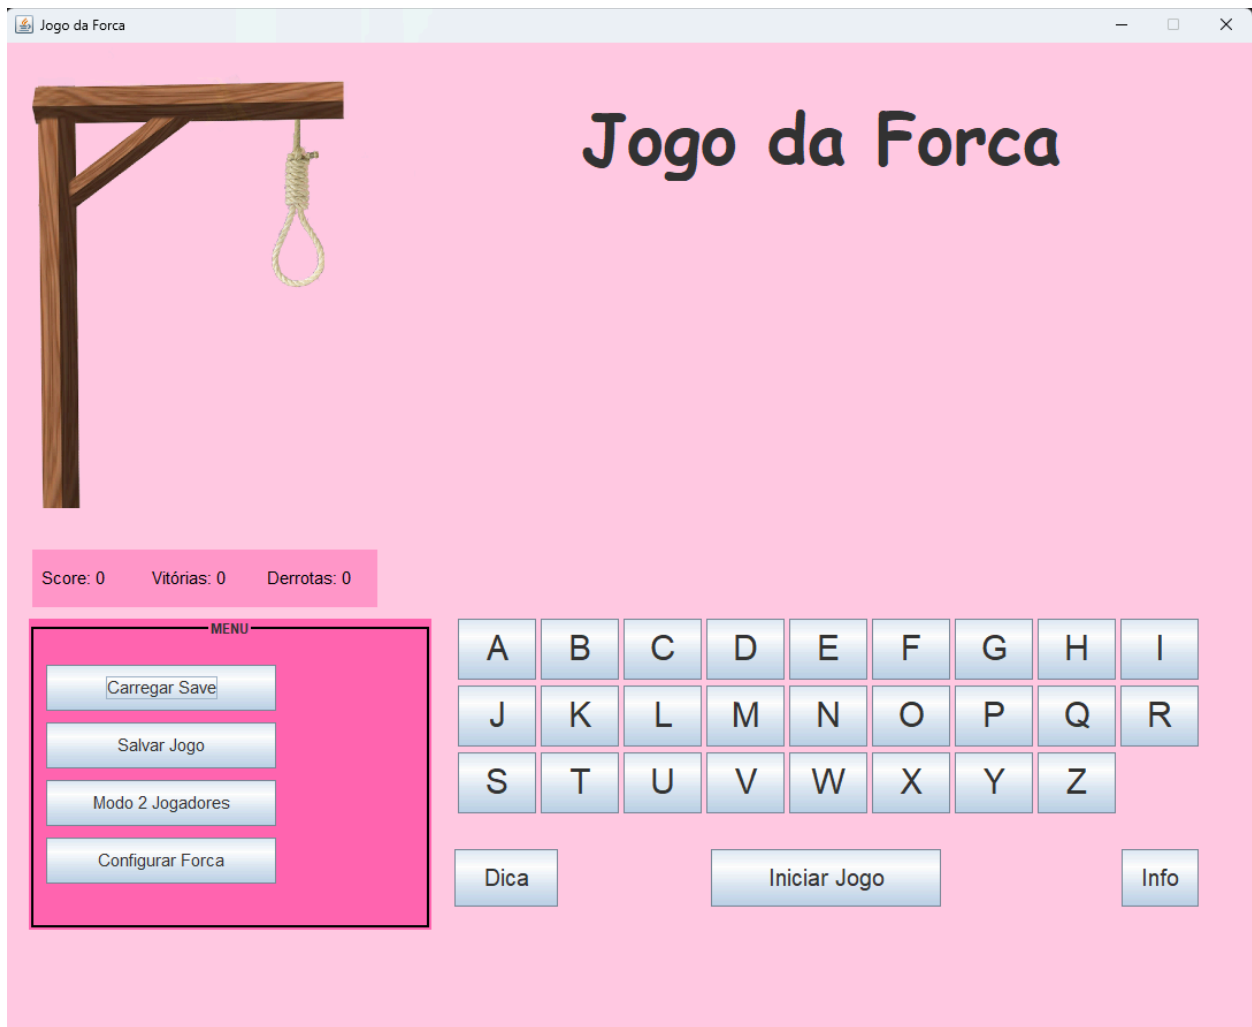 Jogo da Forca
Jogo da Forca
Score: 0 Vitórias: 0 Derrotas: 0
MENU
Carregar Save
Salvar Jogo
Modo 2 Jogadores
Configurar Forca
A B C D E F G H I
J K L M N O P Q R
S T U V W X Y Z
Dica Iniciar Jogo Info